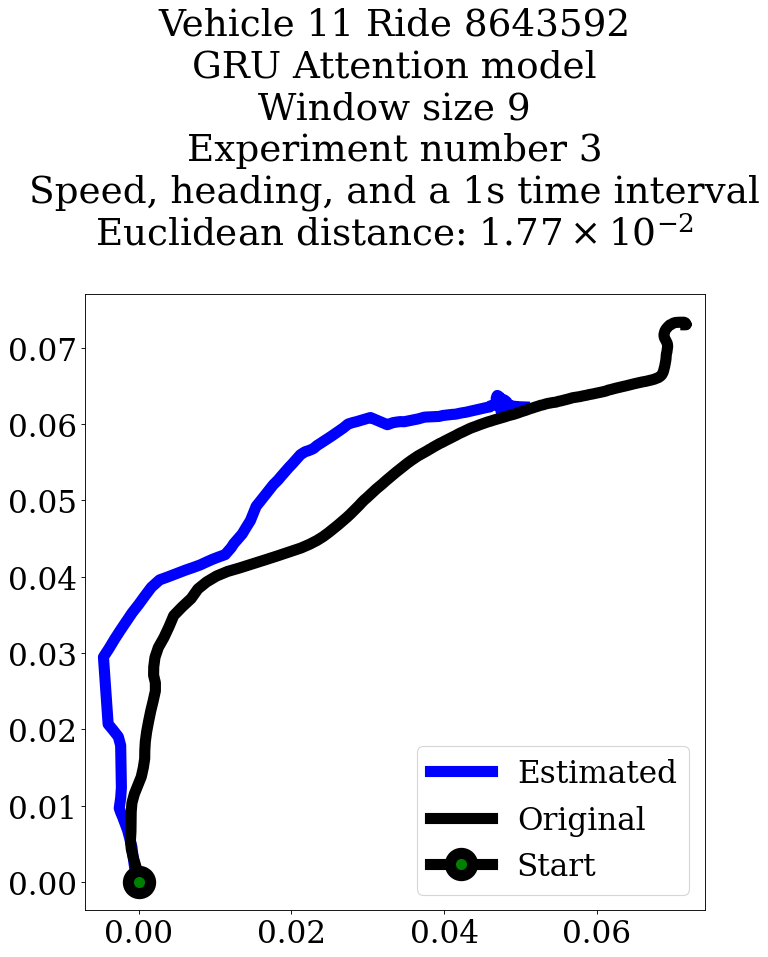 Vehicle 11 Ride 8643592
GRU Attention model
Window size 9
Experiment number 3
Speed, heading, and a 1s time interval
Euclidean distance: 1.77 × 10⁻²
0.07
0.06
0.05
0.04
0.03
0.02
0.01
0.00
Estimated
Original
Start
0.00 0.02 0.04 0.06